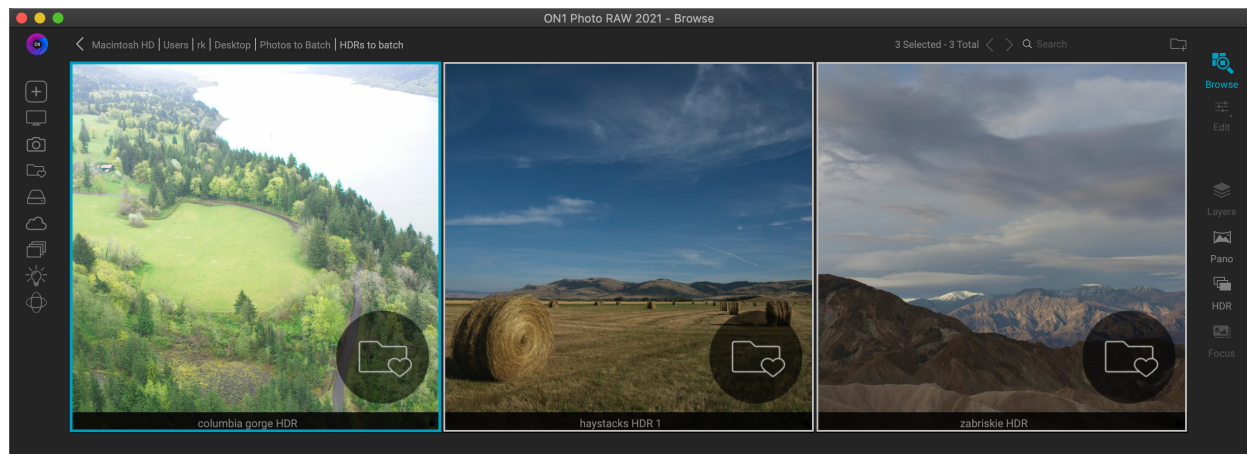 ON1 Photo RAW 2021 - Browse
ON
Macintosh HD | Users | rk | Desktop | Photos to Batch | HDRs to batch
3 Selected - 3 Total
Search
Browse
Edit
Layers
Pano
HDR
Focus
columbia gorge HDR
haystacks HDR 1
zabriskie HDR